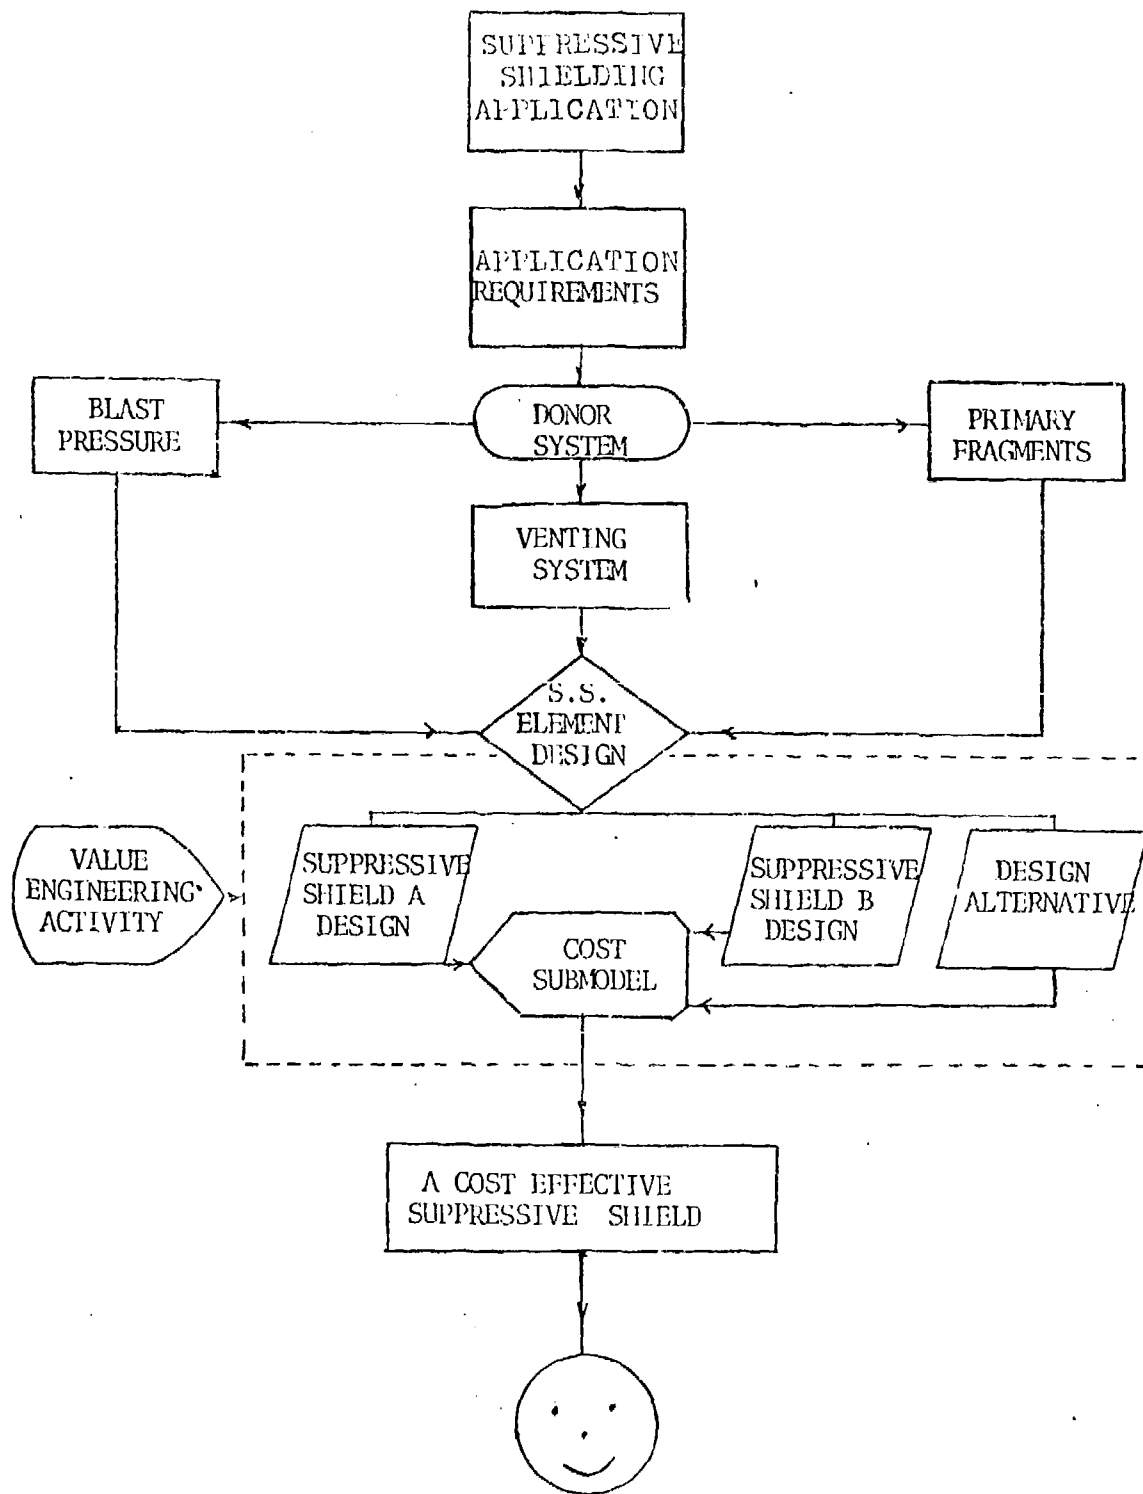 SUPPRESSIVE
SHIELDING
APPLICATION
APPLICATION
REQUIREMENTS
BLAST
PRESSURE
DONOR
SYSTEM
PRIMARY
FRAGMENTS
VENTING
SYSTEM
S.S.
ELEMENT
DESIGN
VALUE
ENGINEERING
ACTIVITY
SUPPRESSIVE
SHIELD A
DESIGN
SUPPRESSIVE
SHIELD B
DESIGN
DESIGN
ALTERNATIVE
COST
SUBMODEL
A COST EFFECTIVE
SUPPRESSIVE SHIELD